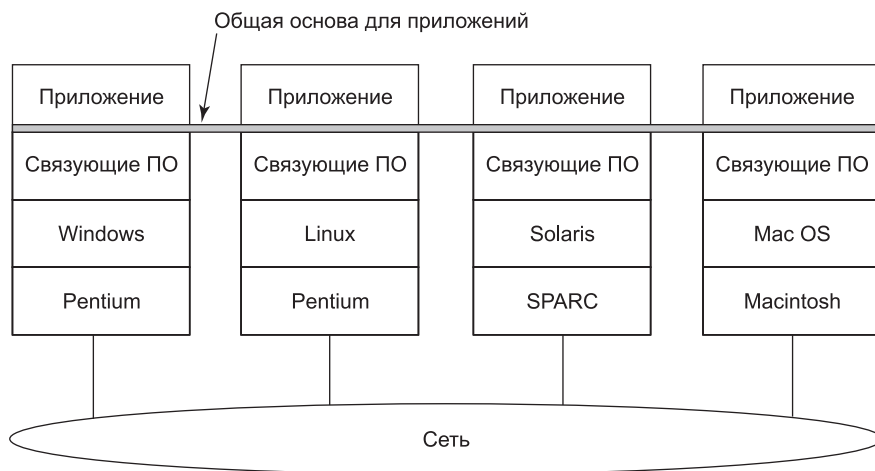 Общая основа для приложений
Приложение Приложение Приложение Приложение
Связующие ПО Связующие ПО Связующие ПО Связующие ПО
Windows Linux Solaris Mac OS
Pentium Pentium SPARC Macintosh
Сеть